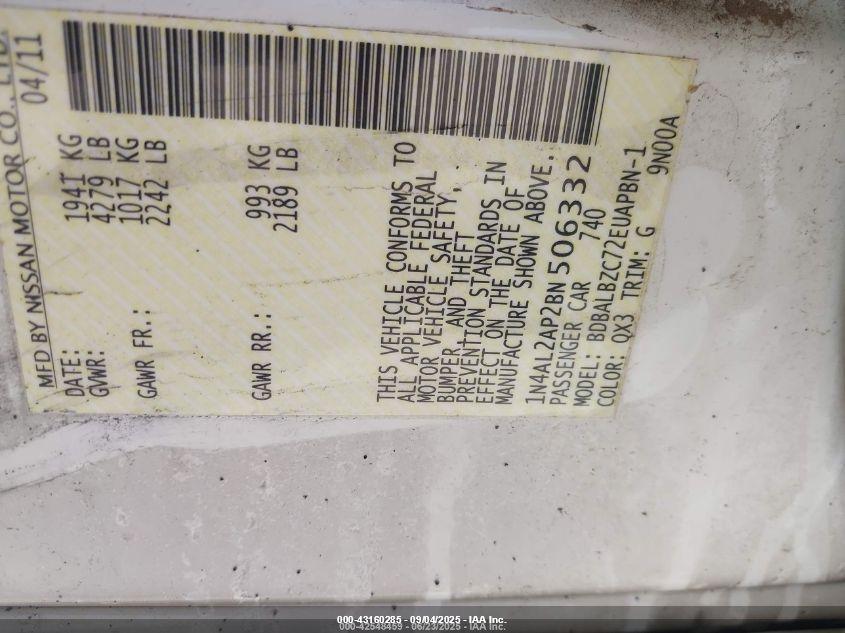 MFD BY NISSAN MOTOR CO., LTD.
DATE: 04/11
GVWR: 1941 KG
4279 LB
GAWR FR.: 1017 KG
2242 LB
GAWR RR.: 993 KG
2189 LB
THIS VEHICLE CONFORMS TO
ALL APPLICABLE FEDERAL
MOTOR VEHICLE SAFETY,
BUMPER, AND THEFT
PREVENTION STANDARDS IN
EFFECT ON THE DATE OF
MANUFACTURE SHOWN ABOVE.
1N4AL2AP2BN506332
PASSENGER CAR 740
MODEL: BDBALBZC72EUAPBN-1
COLOR: QX3 TRIM: G 9N00A
000-43160285 - 09/04/2025 - IAA Inc.
000-42548459 - 06/23/2025 - IAA Inc.